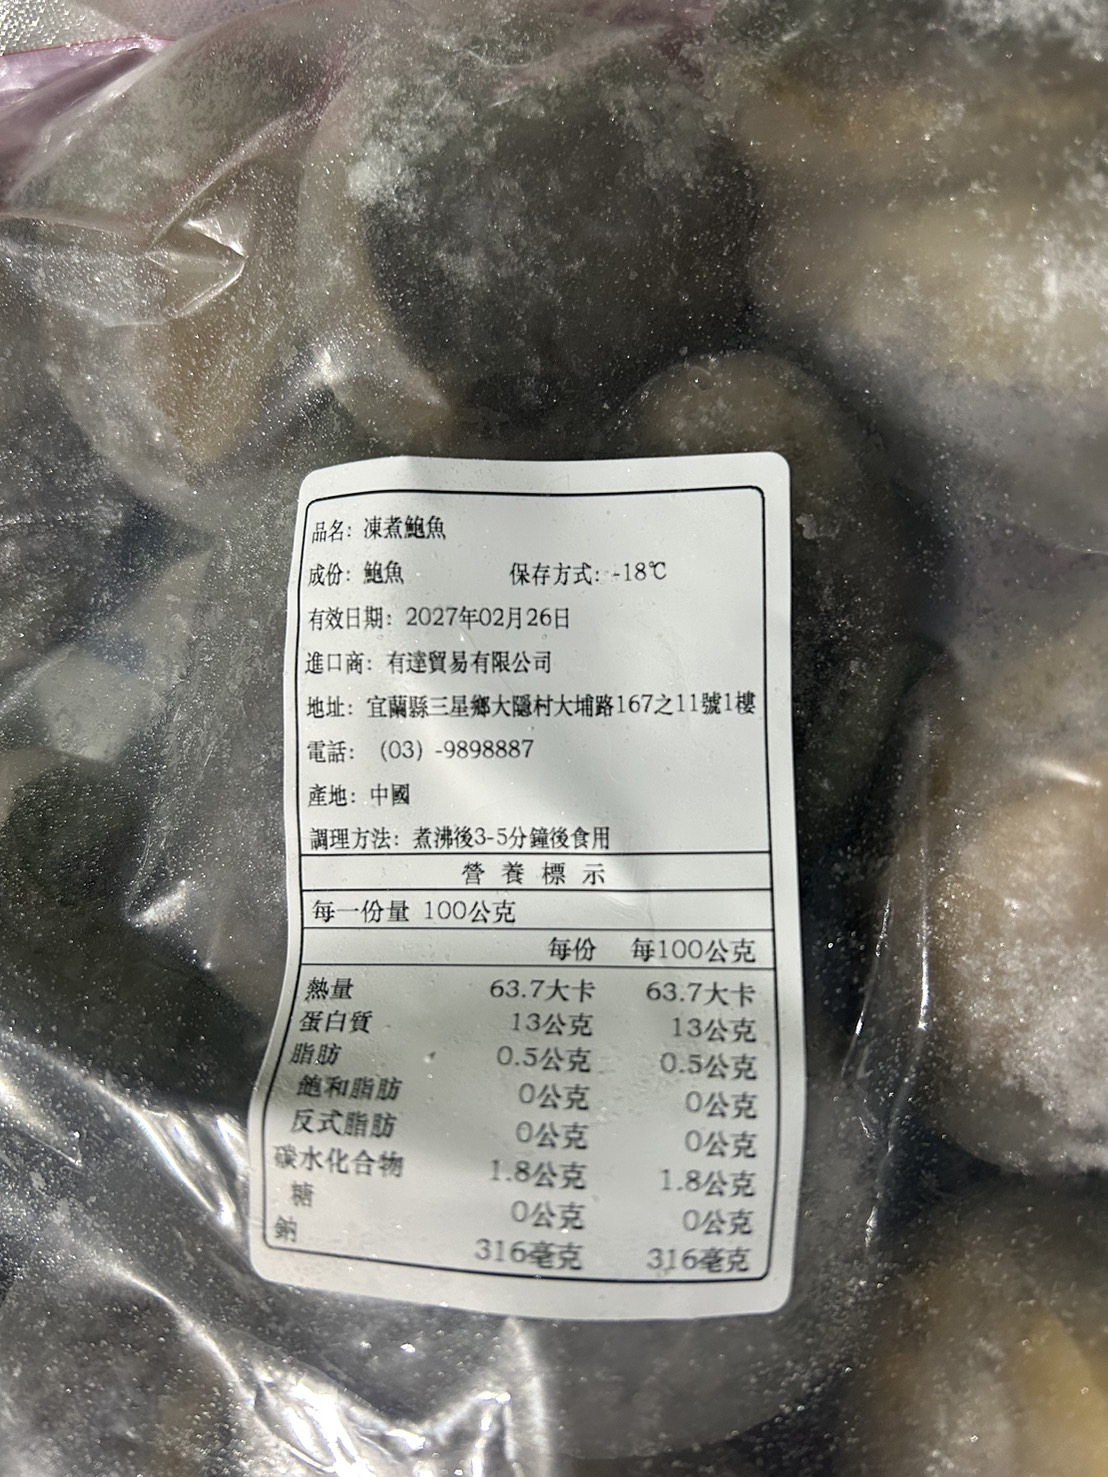 品名: 凍煮鮑魚
成份: 鮑魚 保存方式: -18℃
有效日期: 2027年02月26日
進口商: 有達貿易有限公司
地址: 宜蘭縣三星鄉大隱村大埔路167之11號1樓
電話: (03) -9898887
產地: 中國
調理方法: 煮沸後3-5分鐘後食用
營養標示
每一份量 100公克
每份 每100公克
熱量 63.7大卡 63.7大卡
蛋白質 13公克 13公克
脂肪 0.5公克 0.5公克
飽和脂肪 0公克 0公克
反式脂肪 0公克 0公克
碳水化合物 1.8公克 1.8公克
糖 0公克 0公克
鈉 316毫克 316毫克